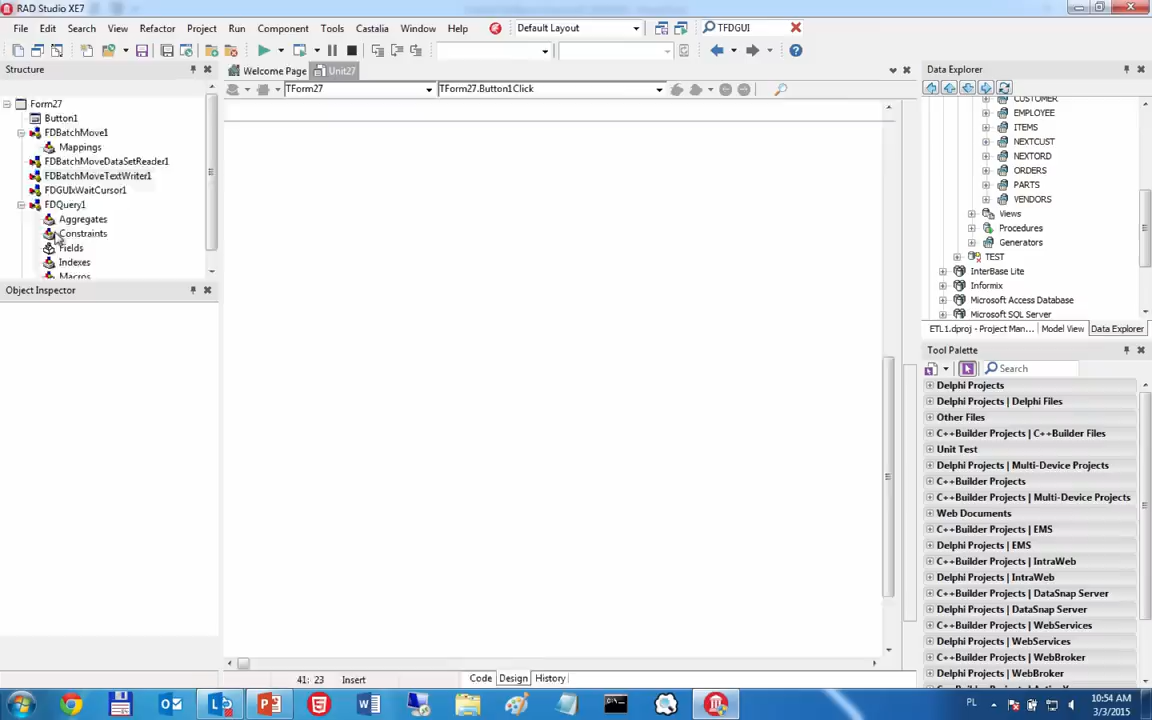 RAD Studio XE7
File Edit Search View Refactor Project Run Component Tools Castalia Window Help
Default Layout
TFDGUI
Structure
Welcome Page
Unit27
Data Explorer
TForm27
TForm27.Button1Click
Form27
Button1
FDBatchMove1
Mappings
FDBatchMoveDataSetReader1
FDBatchMoveTextWriter1
FDGUIxWaitCursor1
FDQuery1
Aggregates
Constraints
Fields
Indexes
Macros
Object Inspector
CUSTOMER
EMPLOYEE
ITEMS
NEXTCUST
NEXTORD
ORDERS
PARTS
VENDORS
Views
Procedures
Generators
TEST
InterBase Lite
Informix
Microsoft Access Database
Microsoft SQL Server
ETL1.dproj - Project Man...
Model View
Data Explorer
Tool Palette
Search
Delphi Projects
Delphi Projects | Delphi Files
Other Files
C++Builder Projects | C++Builder Files
Unit Test
Delphi Projects | Multi-Device Projects
C++Builder Projects
C++Builder Projects | Multi-Device Projects
Web Documents
C++Builder Projects | EMS
Delphi Projects | EMS
C++Builder Projects | IntraWeb
Delphi Projects | IntraWeb
C++Builder Projects | DataSnap Server
Delphi Projects | DataSnap Server
C++Builder Projects | WebServices
Delphi Projects | WebServices
C++Builder Projects | WebBroker
Delphi Projects | WebBroker
41: 23
Insert
Code
Design
History
PL
10:54 AM
3/3/2015